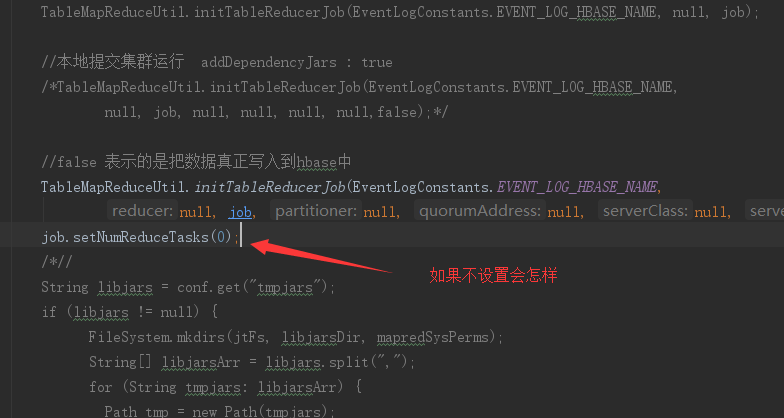 TableMapReduceUtil.initTableReducerJob(EventLogConstants.EVENT_LOG_HBASE_NAME, null, job);
//本地提交集群运行 addDependencyJars : true
/*TableMapReduceUtil.initTableReducerJob(EventLogConstants.EVENT_LOG_HBASE_NAME,
null, job, null, null, null, null,false);*/
//false 表示的是把数据真正写入到hbase中
TableMapReduceUtil.initTableReducerJob(EventLogConstants.EVENT_LOG_HBASE_NAME,
reducer: null, job, partitioner: null, quorumAddress: null, serverClass: null, serve
job.setNumReduceTasks(0);
/*//
如果不设置会怎样
String libjars = conf.get("tmpjars");
if (libjars != null) {
FileSystem.mkdirs(jtFs, libjarsDir, mapredSysPerms);
String[] libjarsArr = libjars.split(",");
for (String tmpjars: libjarsArr) {
Path tmp = new Path(tmpjars);